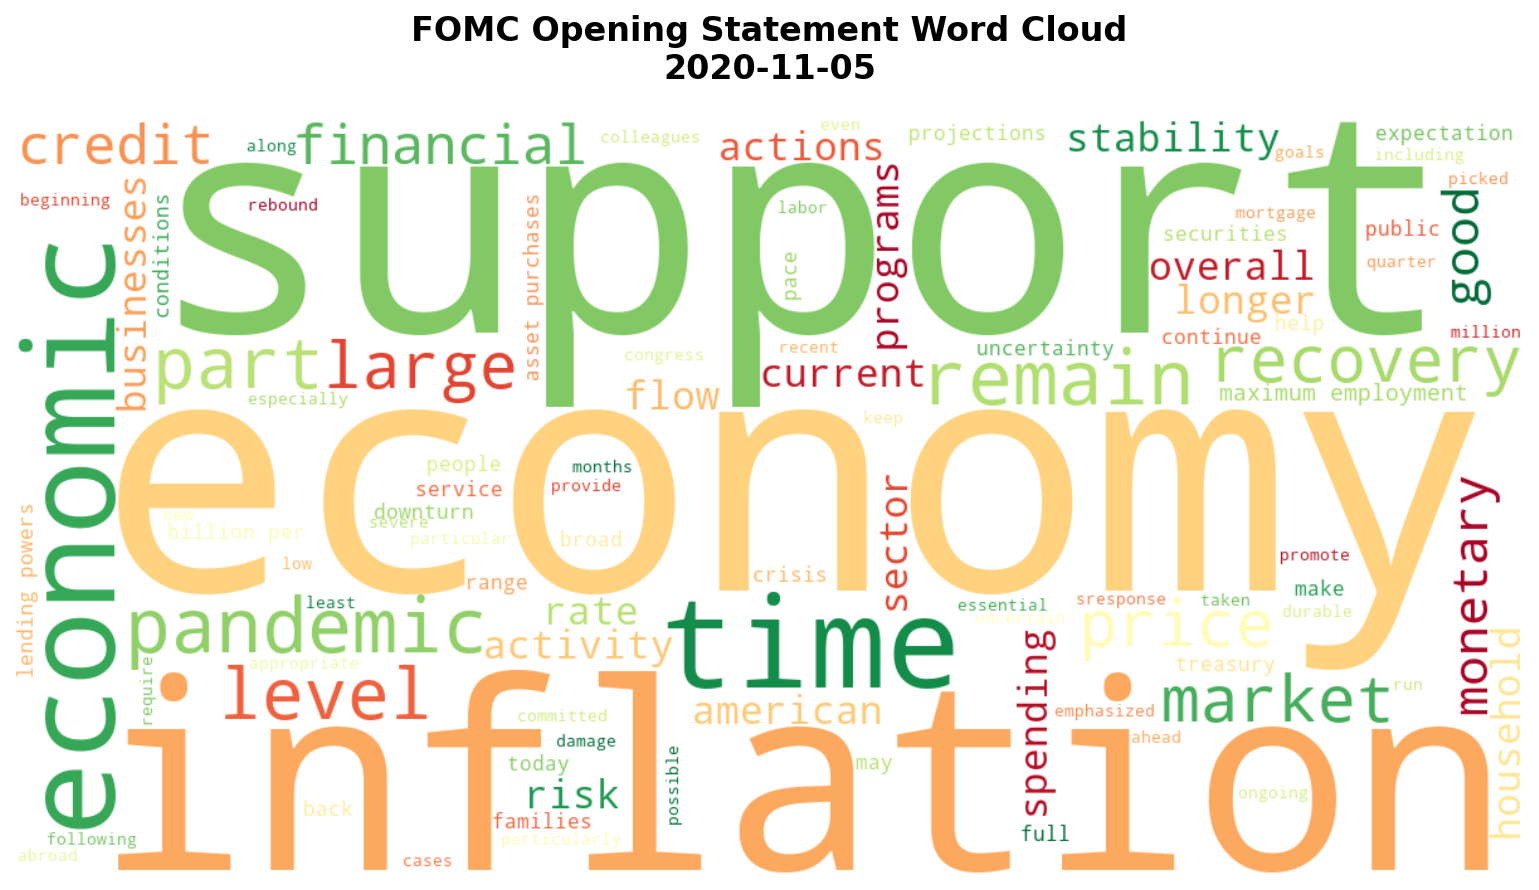 FOMC Opening Statement Word Cloud
2020-11-05
support
economy
inflation
economic
credit
along
financial
colleagues
even
actions
projections
stability
goals
expectation
including
picked
beginning
businesses
conditions
rebound
asset purchases
labor
pace
programs
mortgage
securities
overall
longer
help
public
quarter
good
million
part
large
especially
congress
flow
recent
current
uncertainty
remain
continue
recovery
maximum employment
keep
people
service
downturn
severe
particular
months
provide
broad
new
billion per
low
range
crisis
sector
monetary
lending powers
promote
make
durable
taken
sresponse
essential
uncertain
least
pandemic
rate
activity
time
price
treasury
household
require
appropriate
level
committed
damage
today
american
spending
emphasized
ahead
market
run
risk
families
particularly
possible
may
back
full
ongoing
following
abroad
cases